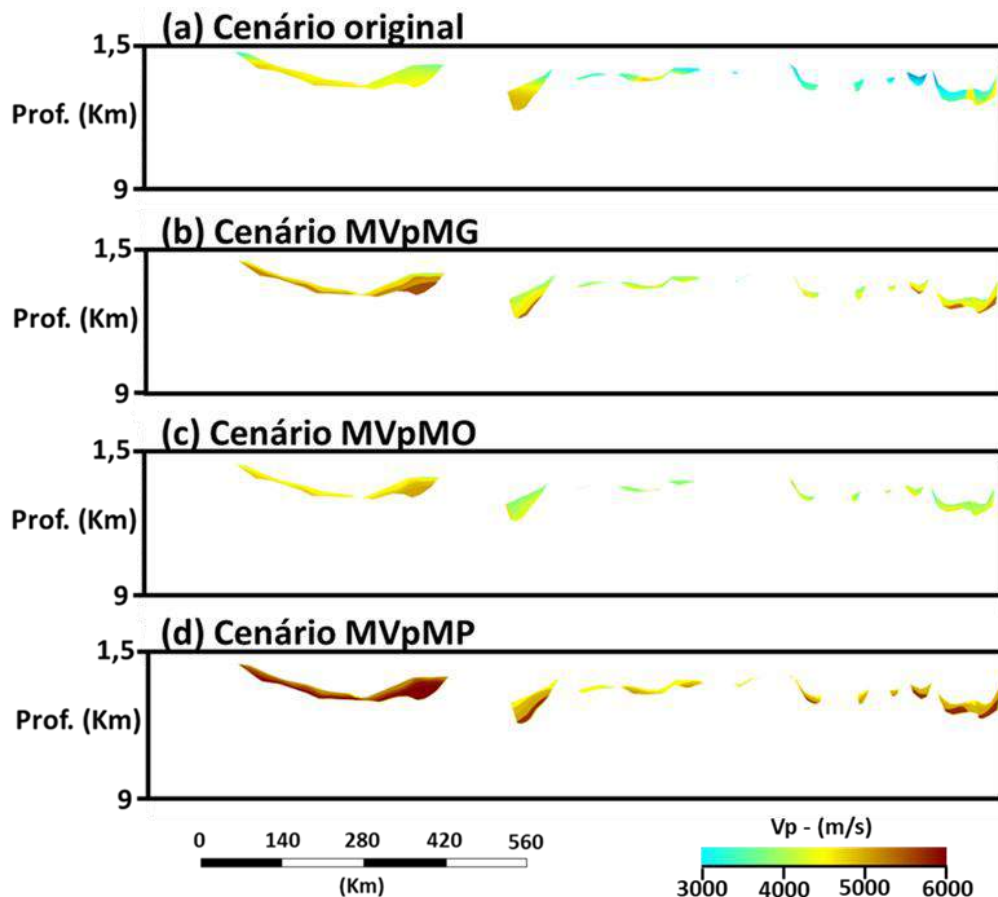 (a) Cenário original
1,5
Prof. (Km)
9
(b) Cenário MVpMG
1,5
Prof. (Km)
9
(c) Cenário MVpMO
1,5
Prof. (Km)
9
(d) Cenário MVpMP
1,5
Prof. (Km)
9
0 140 280 420 560
(Km)
Vp - (m/s)
3000 4000 5000 6000